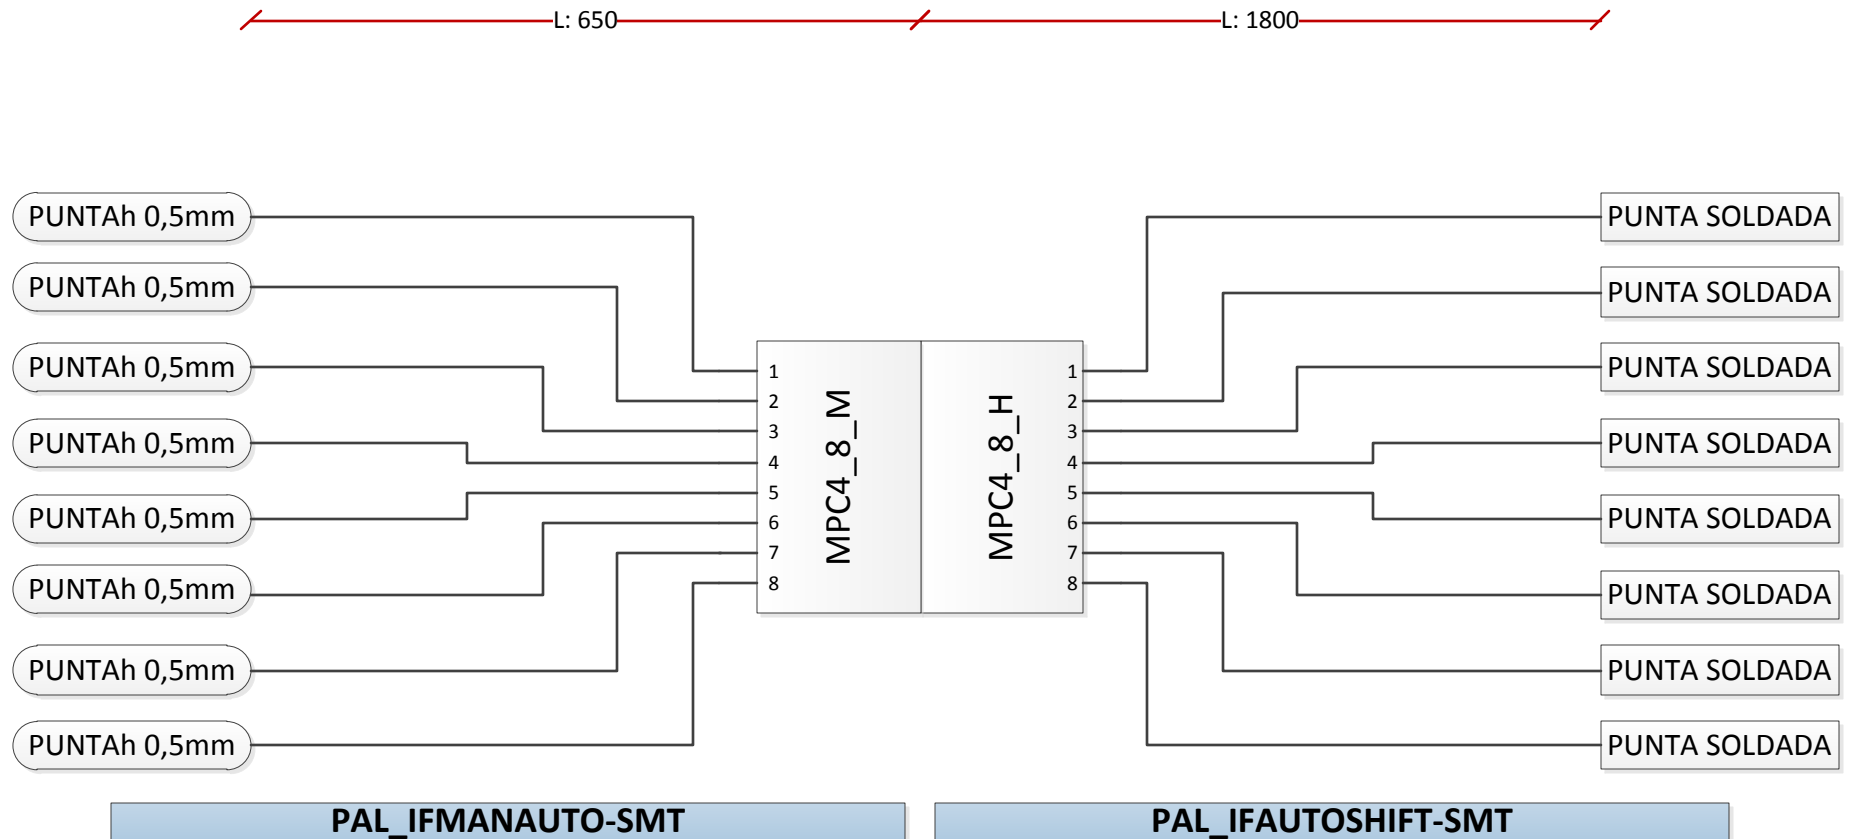 L: 650
L: 1800
PUNTAh 0,5mm
PUNTAh 0,5mm
PUNTAh 0,5mm
PUNTAh 0,5mm
PUNTAh 0,5mm
PUNTAh 0,5mm
PUNTAh 0,5mm
PUNTAh 0,5mm
1
2
3
4
5
6
7
8
MPC4_8_M
MPC4_8_H
1
2
3
4
5
6
7
8
PUNTA SOLDADA
PUNTA SOLDADA
PUNTA SOLDADA
PUNTA SOLDADA
PUNTA SOLDADA
PUNTA SOLDADA
PUNTA SOLDADA
PUNTA SOLDADA
PAL_IFMANAUTO-SMT
PAL_IFAUTOSHIFT-SMT